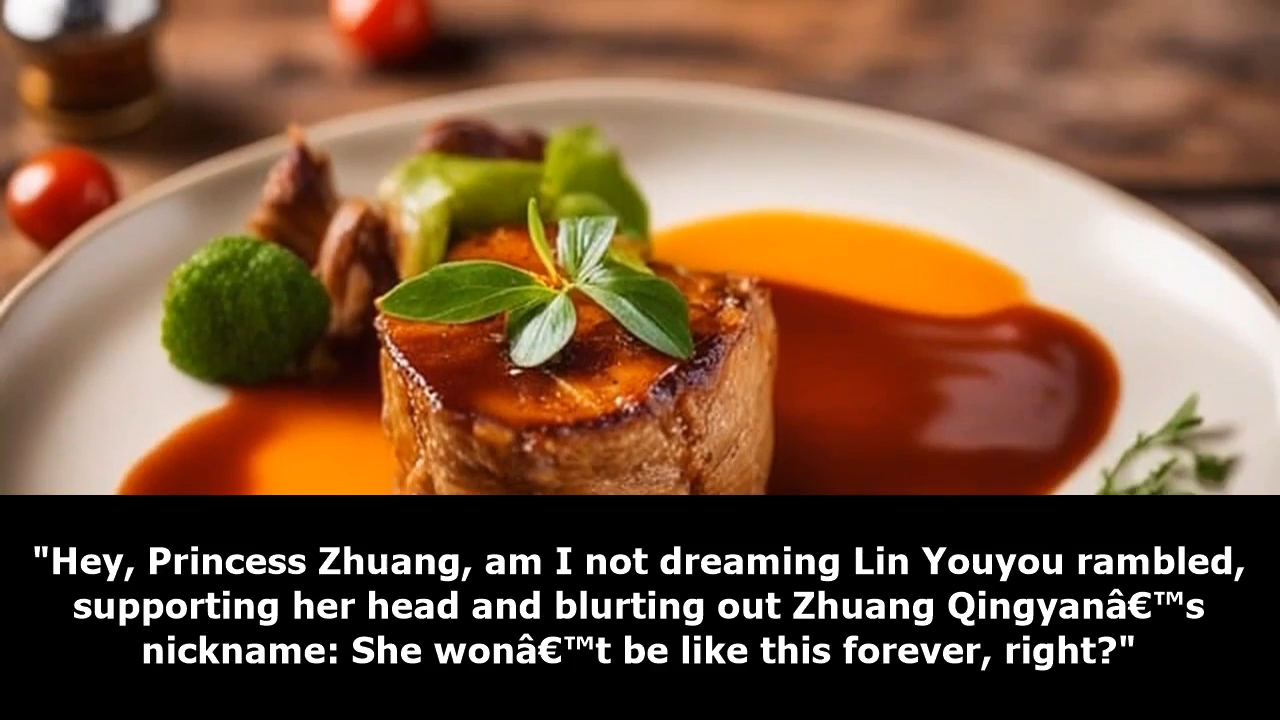 "Hey, Princess Zhuang, am I not dreaming Lin Youyou rambled,
supporting her head and blurting out Zhuang Qingyanâ€™s
nickname: She wonâ€™t be like this forever, right?"